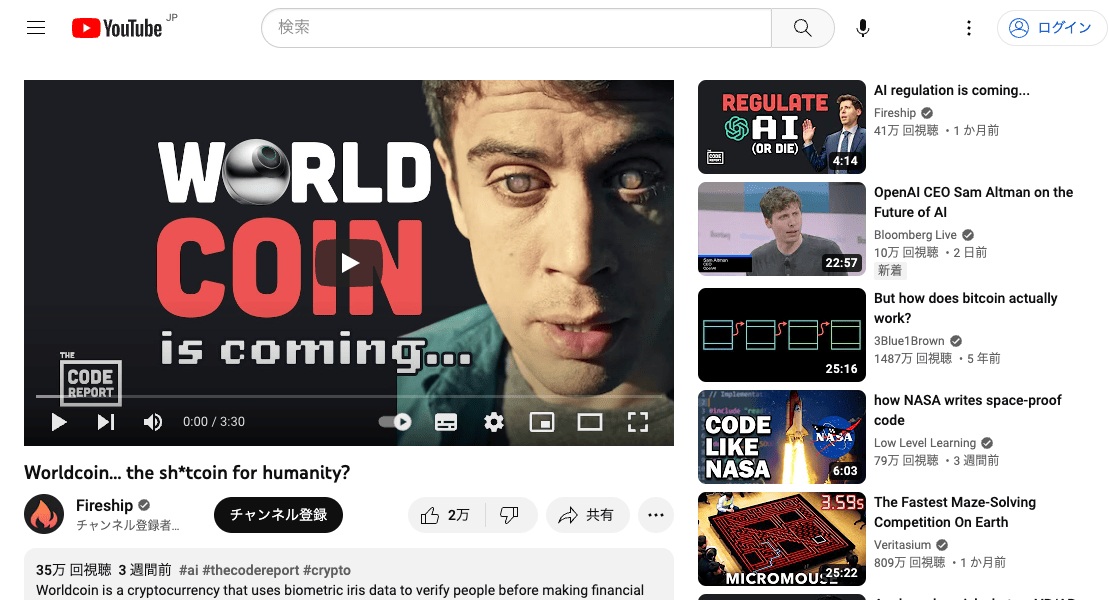 YouTube JP
検索
ログイン
WORLD
COIN
is coming...
THE
CODE
REPORT
0:00 / 3:30
Worldcoin... the sh*tcoin for humanity?
Fireship
チャンネル登録者...
チャンネル登録
2万
共有
35万 回視聴 3 週間前 #ai #thecodereport #crypto
Worldcoin is a cryptocurrency that uses biometric iris data to verify people before making financial
REGULATE
AI
(OR DIE)
THE
CODE
REPORT
4:14
AI regulation is coming...
Fireship
41万 回視聴 ・1 か月前
Sam Altman
CEO
OpenAI
22:57
OpenAI CEO Sam Altman on the
Future of AI
Bloomberg Live
10万 回視聴 ・2 日前
新着
25:16
But how does bitcoin actually
work?
3Blue1Brown
1487万 回視聴 ・5 年前
CODE
LIKE
NASA
NASA
6:03
how NASA writes space-proof
code
Low Level Learning
79万 回視聴 ・3 週間前
3.59s
MICROMOUSE
25:22
The Fastest Maze-Solving
Competition On Earth
Veritasium
809万 回視聴 ・1 か月前